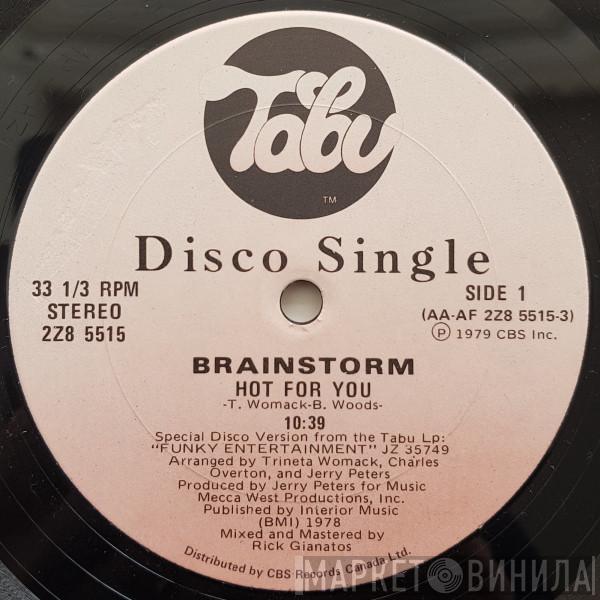 Tabu
TM
Disco Single
33 1/3 RPM
STEREO
2Z8 5515
SIDE 1
(AA-AF 2Z8 5515-3)
Ⓟ 1979 CBS Inc.
BRAINSTORM
HOT FOR YOU
-T. Womack-B. Woods-
10:39
Special Disco Version from the Tabu Lp:
"FUNKY ENTERTAINMENT" JZ 35749
Arranged by Trineta Womack, Charles
Overton, and Jerry Peters
Produced by Jerry Peters for Music
Mecca West Productions, Inc.
Published by Interior Music
(BMI) 1978
Mixed and Mastered by
Rick Gianatos
Distributed by CBS Records Canada Ltd.
МАРКЕТ ВИНИЛА